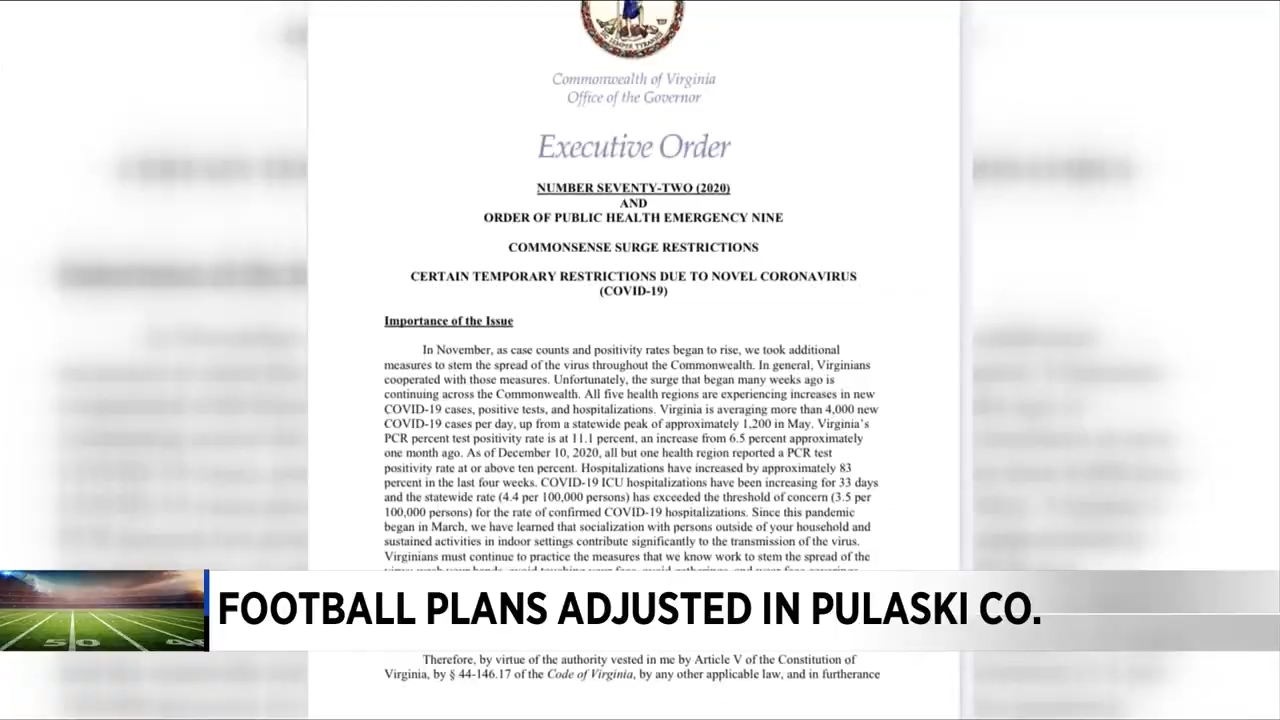 SIC SEMPER TYRANNIS
Commonwealth of Virginia
Office of the Governor
Executive Order
NUMBER SEVENTY-TWO (2020)
AND
ORDER OF PUBLIC HEALTH EMERGENCY NINE
COMMONSENSE SURGE RESTRICTIONS
CERTAIN TEMPORARY RESTRICTIONS DUE TO NOVEL CORONAVIRUS
(COVID-19)
Importance of the Issue
In November, as case counts and positivity rates began to rise, we took additional
measures to stem the spread of the virus throughout the Commonwealth. In general, Virginians
cooperated with those measures. Unfortunately, the surge that began many weeks ago is
continuing across the Commonwealth. All five health regions are experiencing increases in new
COVID-19 cases, positive tests, and hospitalizations. Virginia is averaging more than 4,000 new
COVID-19 cases per day, up from a statewide peak of approximately 1,200 in May. Virginia's
PCR percent test positivity rate is at 11.1 percent, an increase from 6.5 percent approximately
one month ago. As of December 10, 2020, all but one health region reported a PCR test
positivity rate at or above ten percent. Hospitalizations have increased by approximately 83
percent in the last four weeks. COVID-19 ICU hospitalizations have been increasing for 33 days
and the statewide rate (4.4 per 100,000 persons) has exceeded the threshold of concern (3.5 per
100,000 persons) for the rate of confirmed COVID-19 hospitalizations. Since this pandemic
began in March, we have learned that socialization with persons outside of your household and
sustained activities in indoor settings contribute significantly to the transmission of the virus.
Virginians must continue to practice the measures that we know work to stem the spread of the
50
FOOTBALL PLANS ADJUSTED IN PULASKI CO.
Therefore, by virtue of the authority vested in me by Article V of the Constitution of
Virginia, by § 44-146.17 of the Code of Virginia, by any other applicable law, and in furtherance